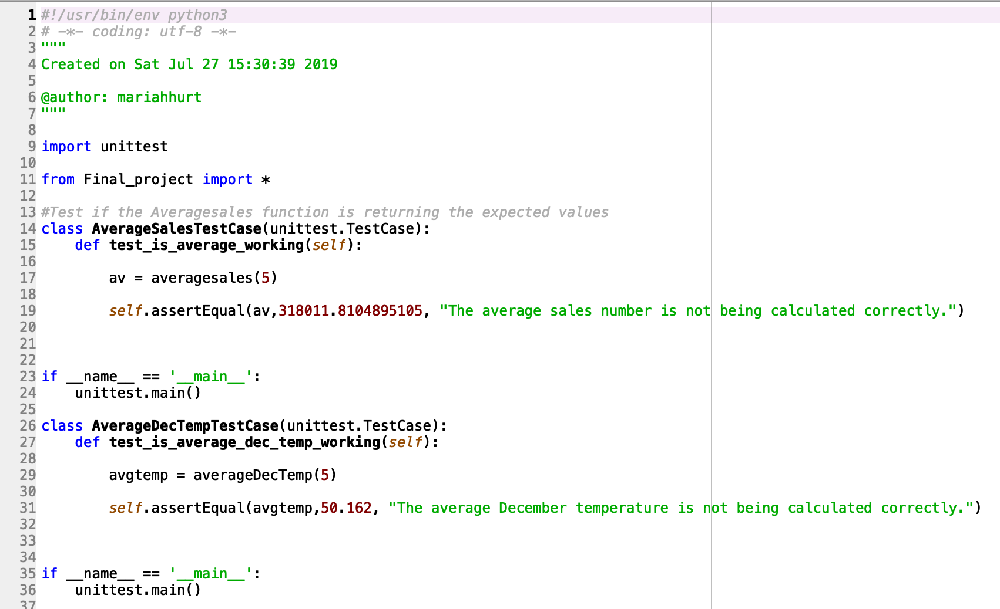 1 #!/usr/bin/env python3
2 # -*- coding: utf-8 -*-
3 """
4 Created on Sat Jul 27 15:30:39 2019
5
6 @author: mariahhurt
7 """
8
9 import unittest
10
11 from Final_project import *
12
13 #Test if the Averagesales function is returning the expected values
14 class AverageSalesTestCase(unittest.TestCase):
15     def test_is_average_working(self):
16
17         av = averagesales(5)
18
19         self.assertEqual(av,318011.8104895105, "The average sales number is not being calculated correctly.")
20
21
22
23 if __name__ == '__main__':
24     unittest.main()
25
26 class AverageDecTempTestCase(unittest.TestCase):
27     def test_is_average_dec_temp_working(self):
28
29         avgtemp = averageDecTemp(5)
30
31         self.assertEqual(avgtemp,50.162, "The average December temperature is not being calculated correctly.")
32
33
34
35 if __name__ == '__main__':
36     unittest.main()
37